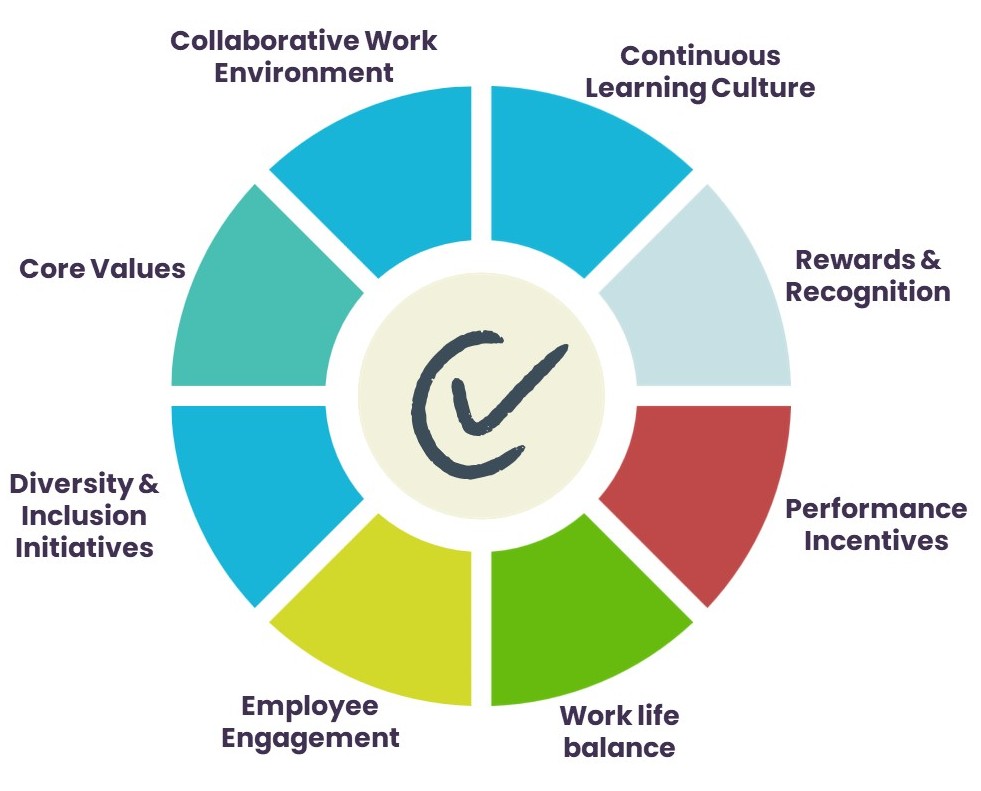 Collaborative Work
Environment
Continuous
Learning Culture
Rewards &
Recognition
Performance
Incentives
Work life
balance
Employee
Engagement
Diversity &
Inclusion
Initiatives
Core Values